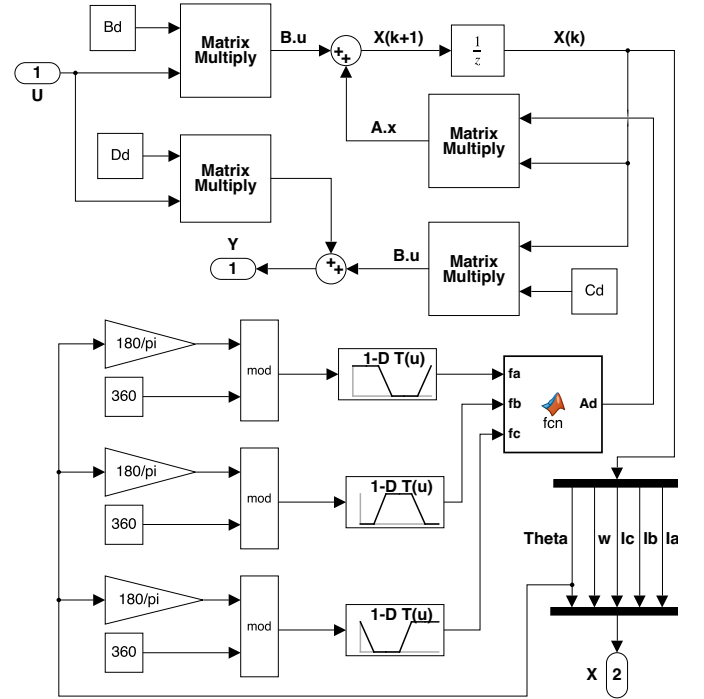 Bd
Matrix
Multiply
B.u
++
X(k+1)
1
z
X(k)
1
U
Dd
Matrix
Multiply
A.x
Matrix
Multiply
Y
1
++
B.u
Matrix
Multiply
Cd
180/pi
360
mod
1-D T(u)
fa
fb
fc
fcn
Ad
180/pi
360
mod
1-D T(u)
Theta
w
Ic
Ib
Ia
180/pi
360
mod
1-D T(u)
X
2